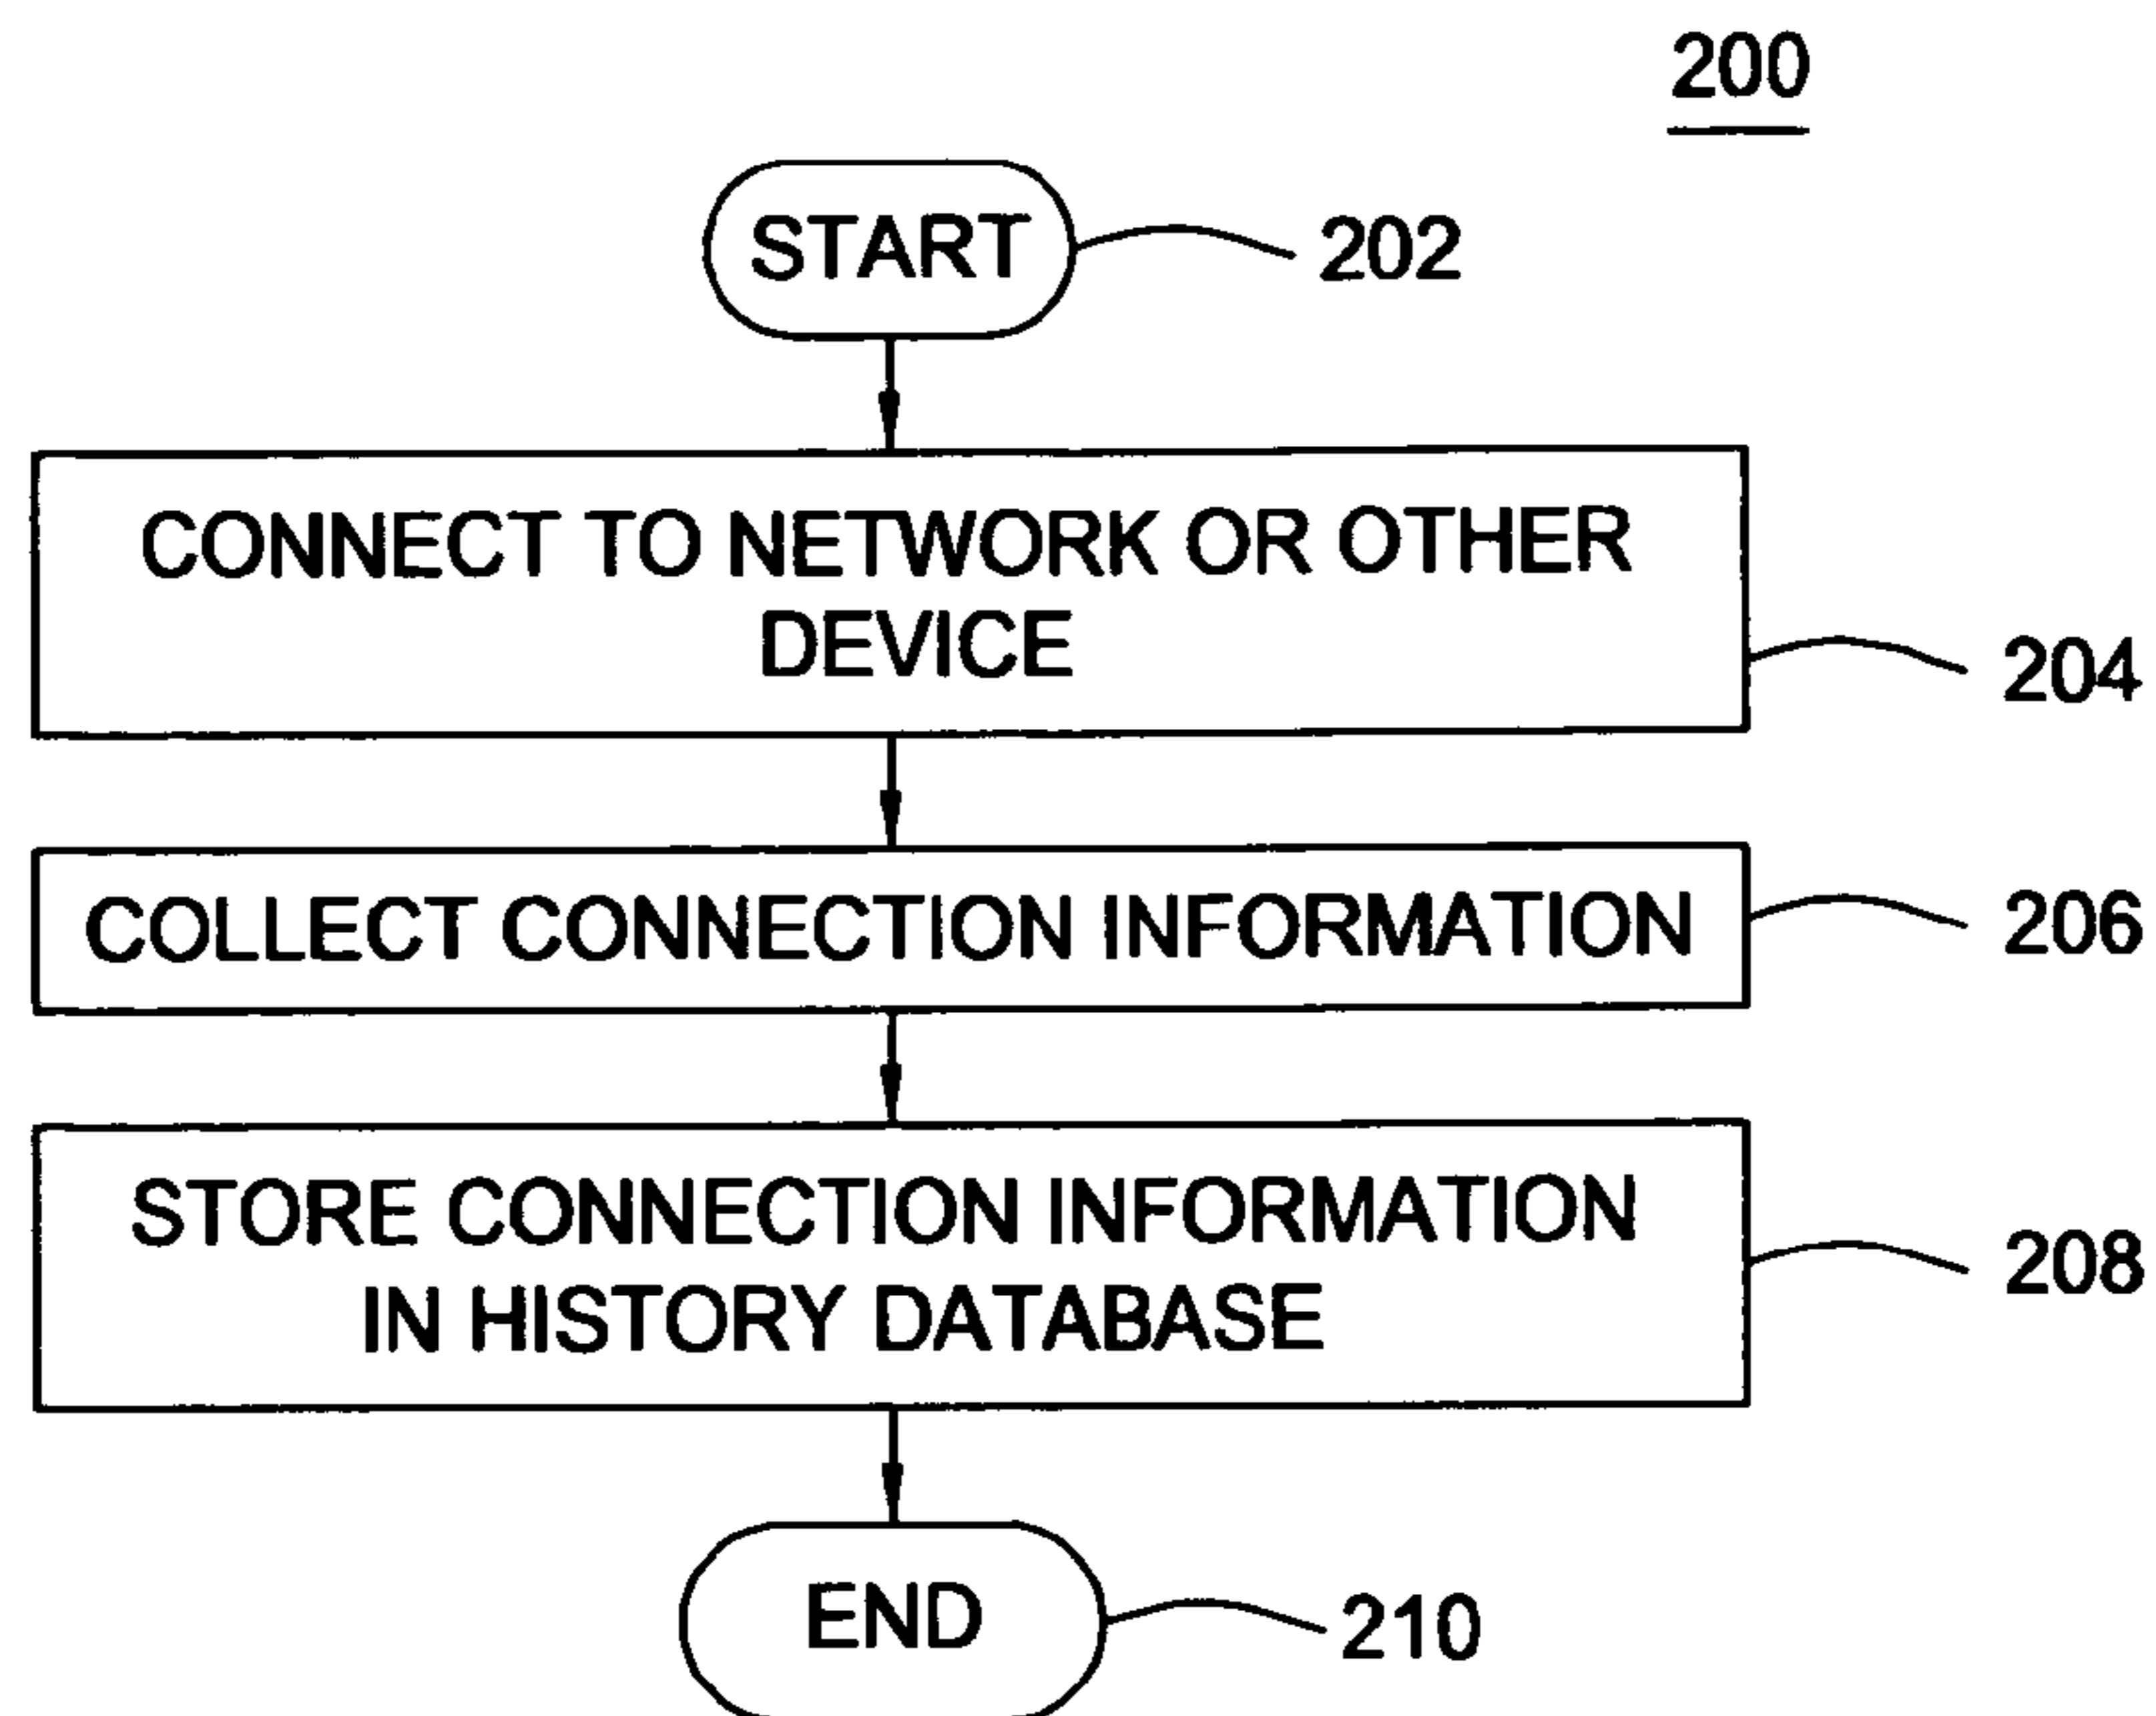 200
START
202
CONNECT TO NETWORK OR OTHER
DEVICE
204
COLLECT CONNECTION INFORMATION
206
STORE CONNECTION INFORMATION
IN HISTORY DATABASE
208
END
210